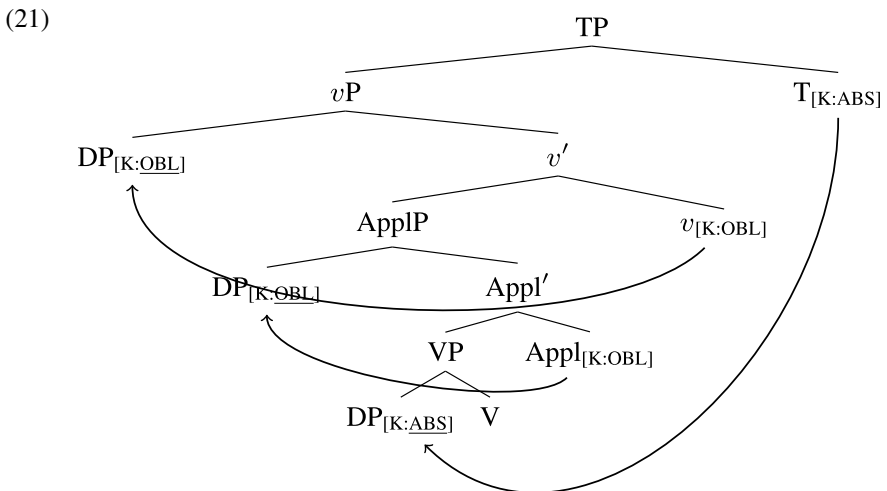 (21)
TP
vP T[K:ABS]
DP[K:OBL] v′
ApplP v[K:OBL]
DP[K:OBL] Appl′
VP Appl[K:OBL]
DP[K:ABS] V